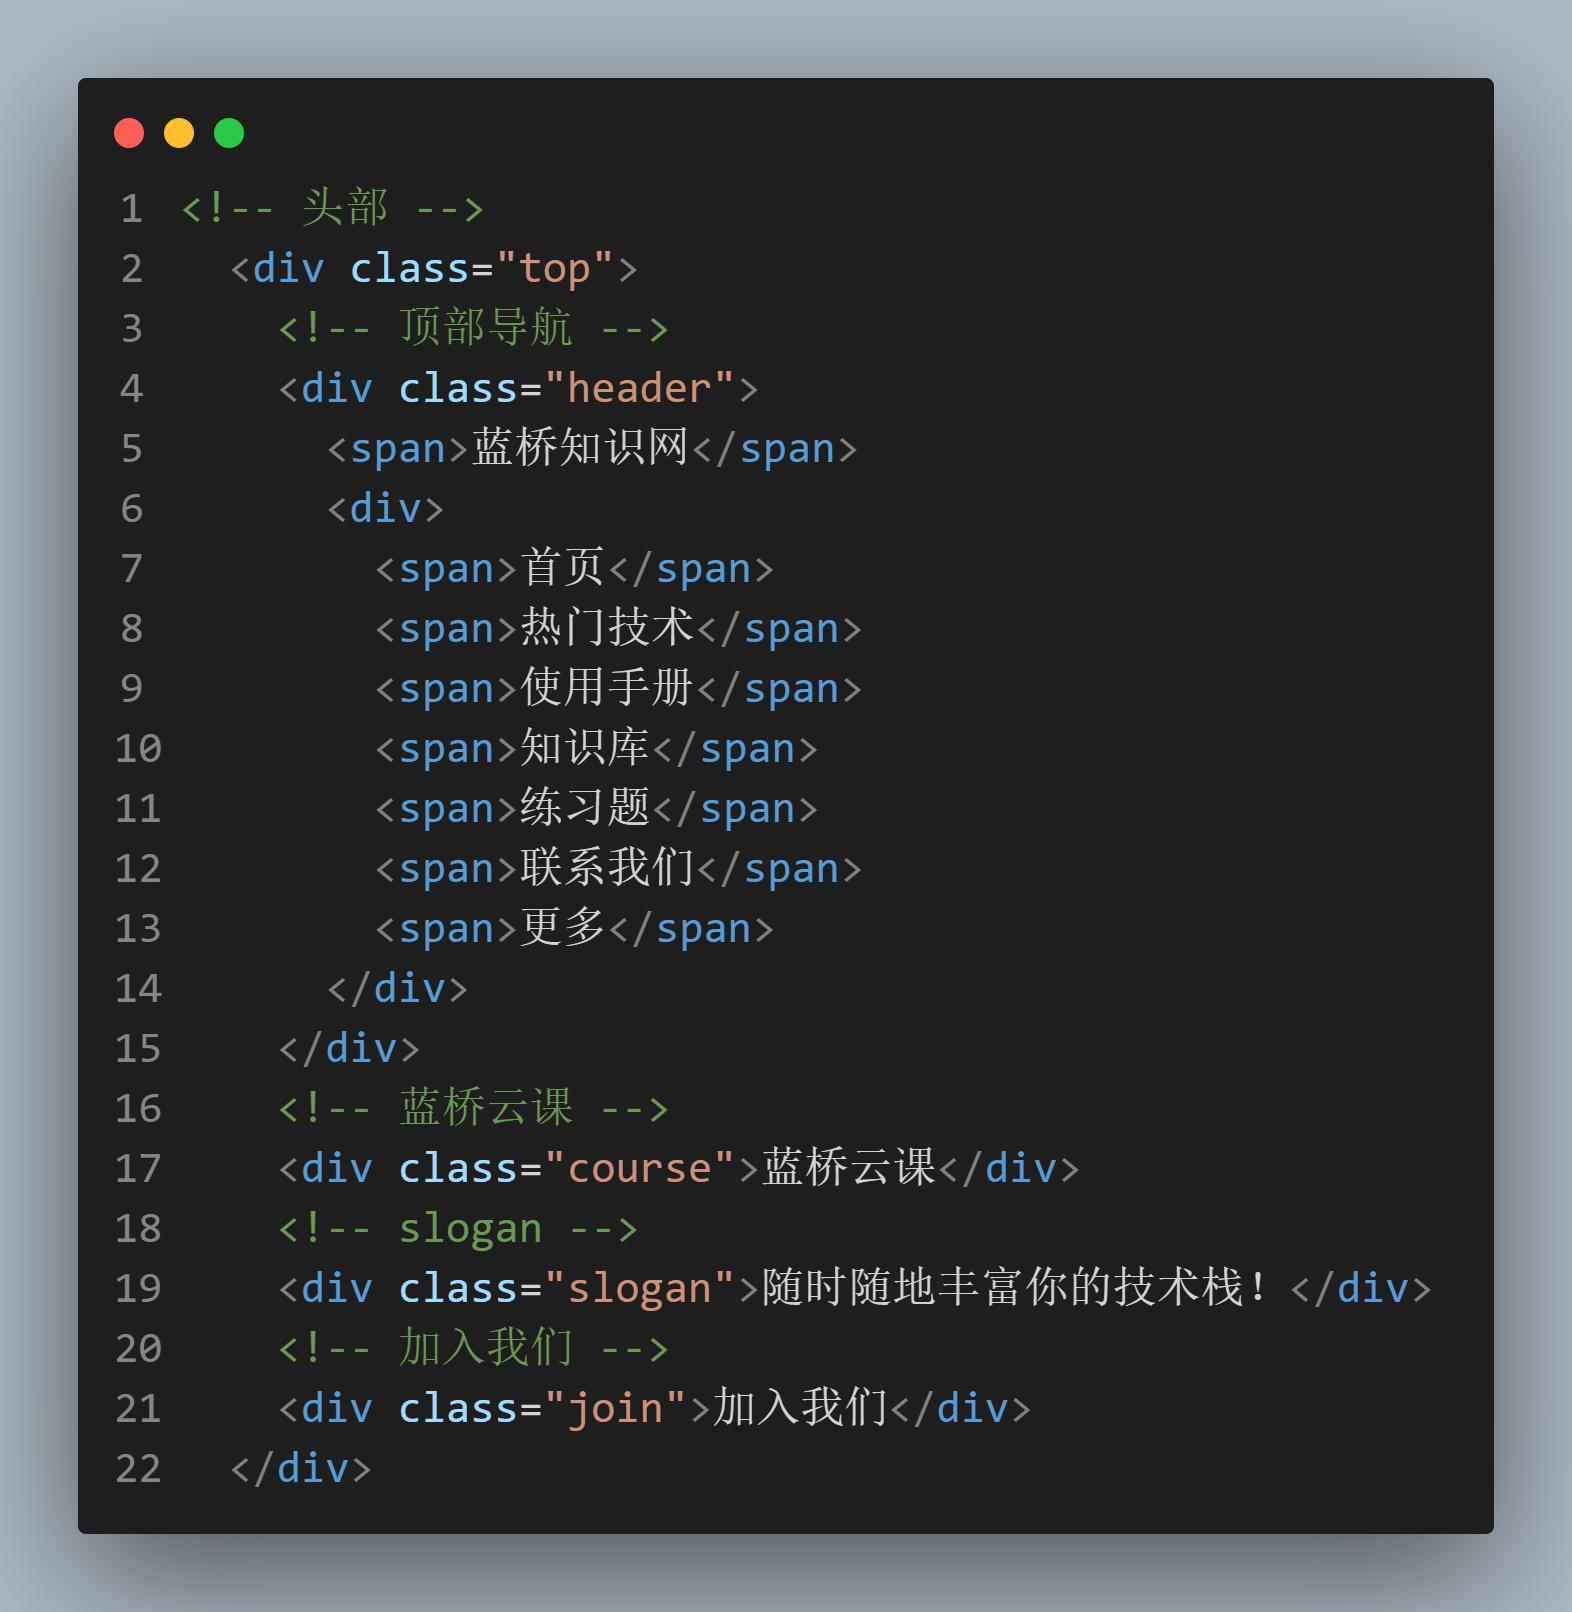 1 <!-- 头部 -->
2   <div class="top">
3     <!-- 顶部导航 -->
4     <div class="header">
5       <span>蓝桥知识网</span>
6       <div>
7         <span>首页</span>
8         <span>热门技术</span>
9         <span>使用手册</span>
10         <span>知识库</span>
11         <span>练习题</span>
12         <span>联系我们</span>
13         <span>更多</span>
14       </div>
15     </div>
16     <!-- 蓝桥云课 -->
17     <div class="course">蓝桥云课</div>
18     <!-- slogan -->
19     <div class="slogan">随时随地丰富你的技术栈！</div>
20     <!-- 加入我们 -->
21     <div class="join">加入我们</div>
22   </div>